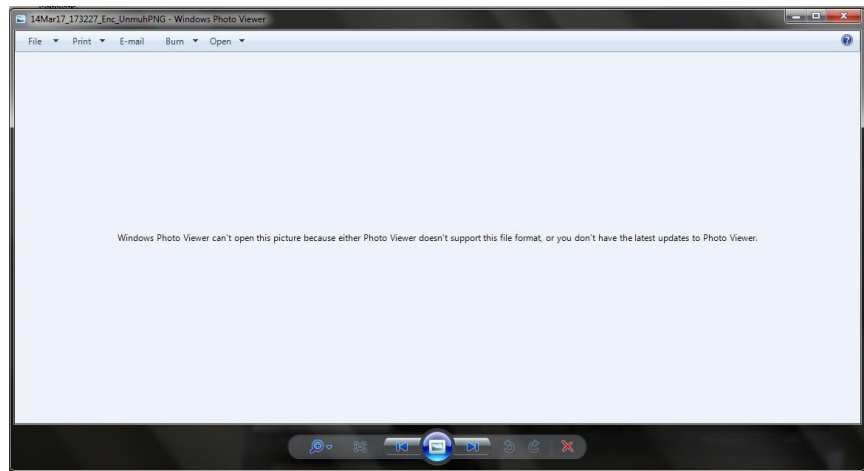 14Mar17_173227_Enc_UnmuhPNG - Windows Photo Viewer
File Print E-mail Burn Open
Windows Photo Viewer can't open this picture because either Photo Viewer doesn't support this file format, or you don't have the latest updates to Photo Viewer.